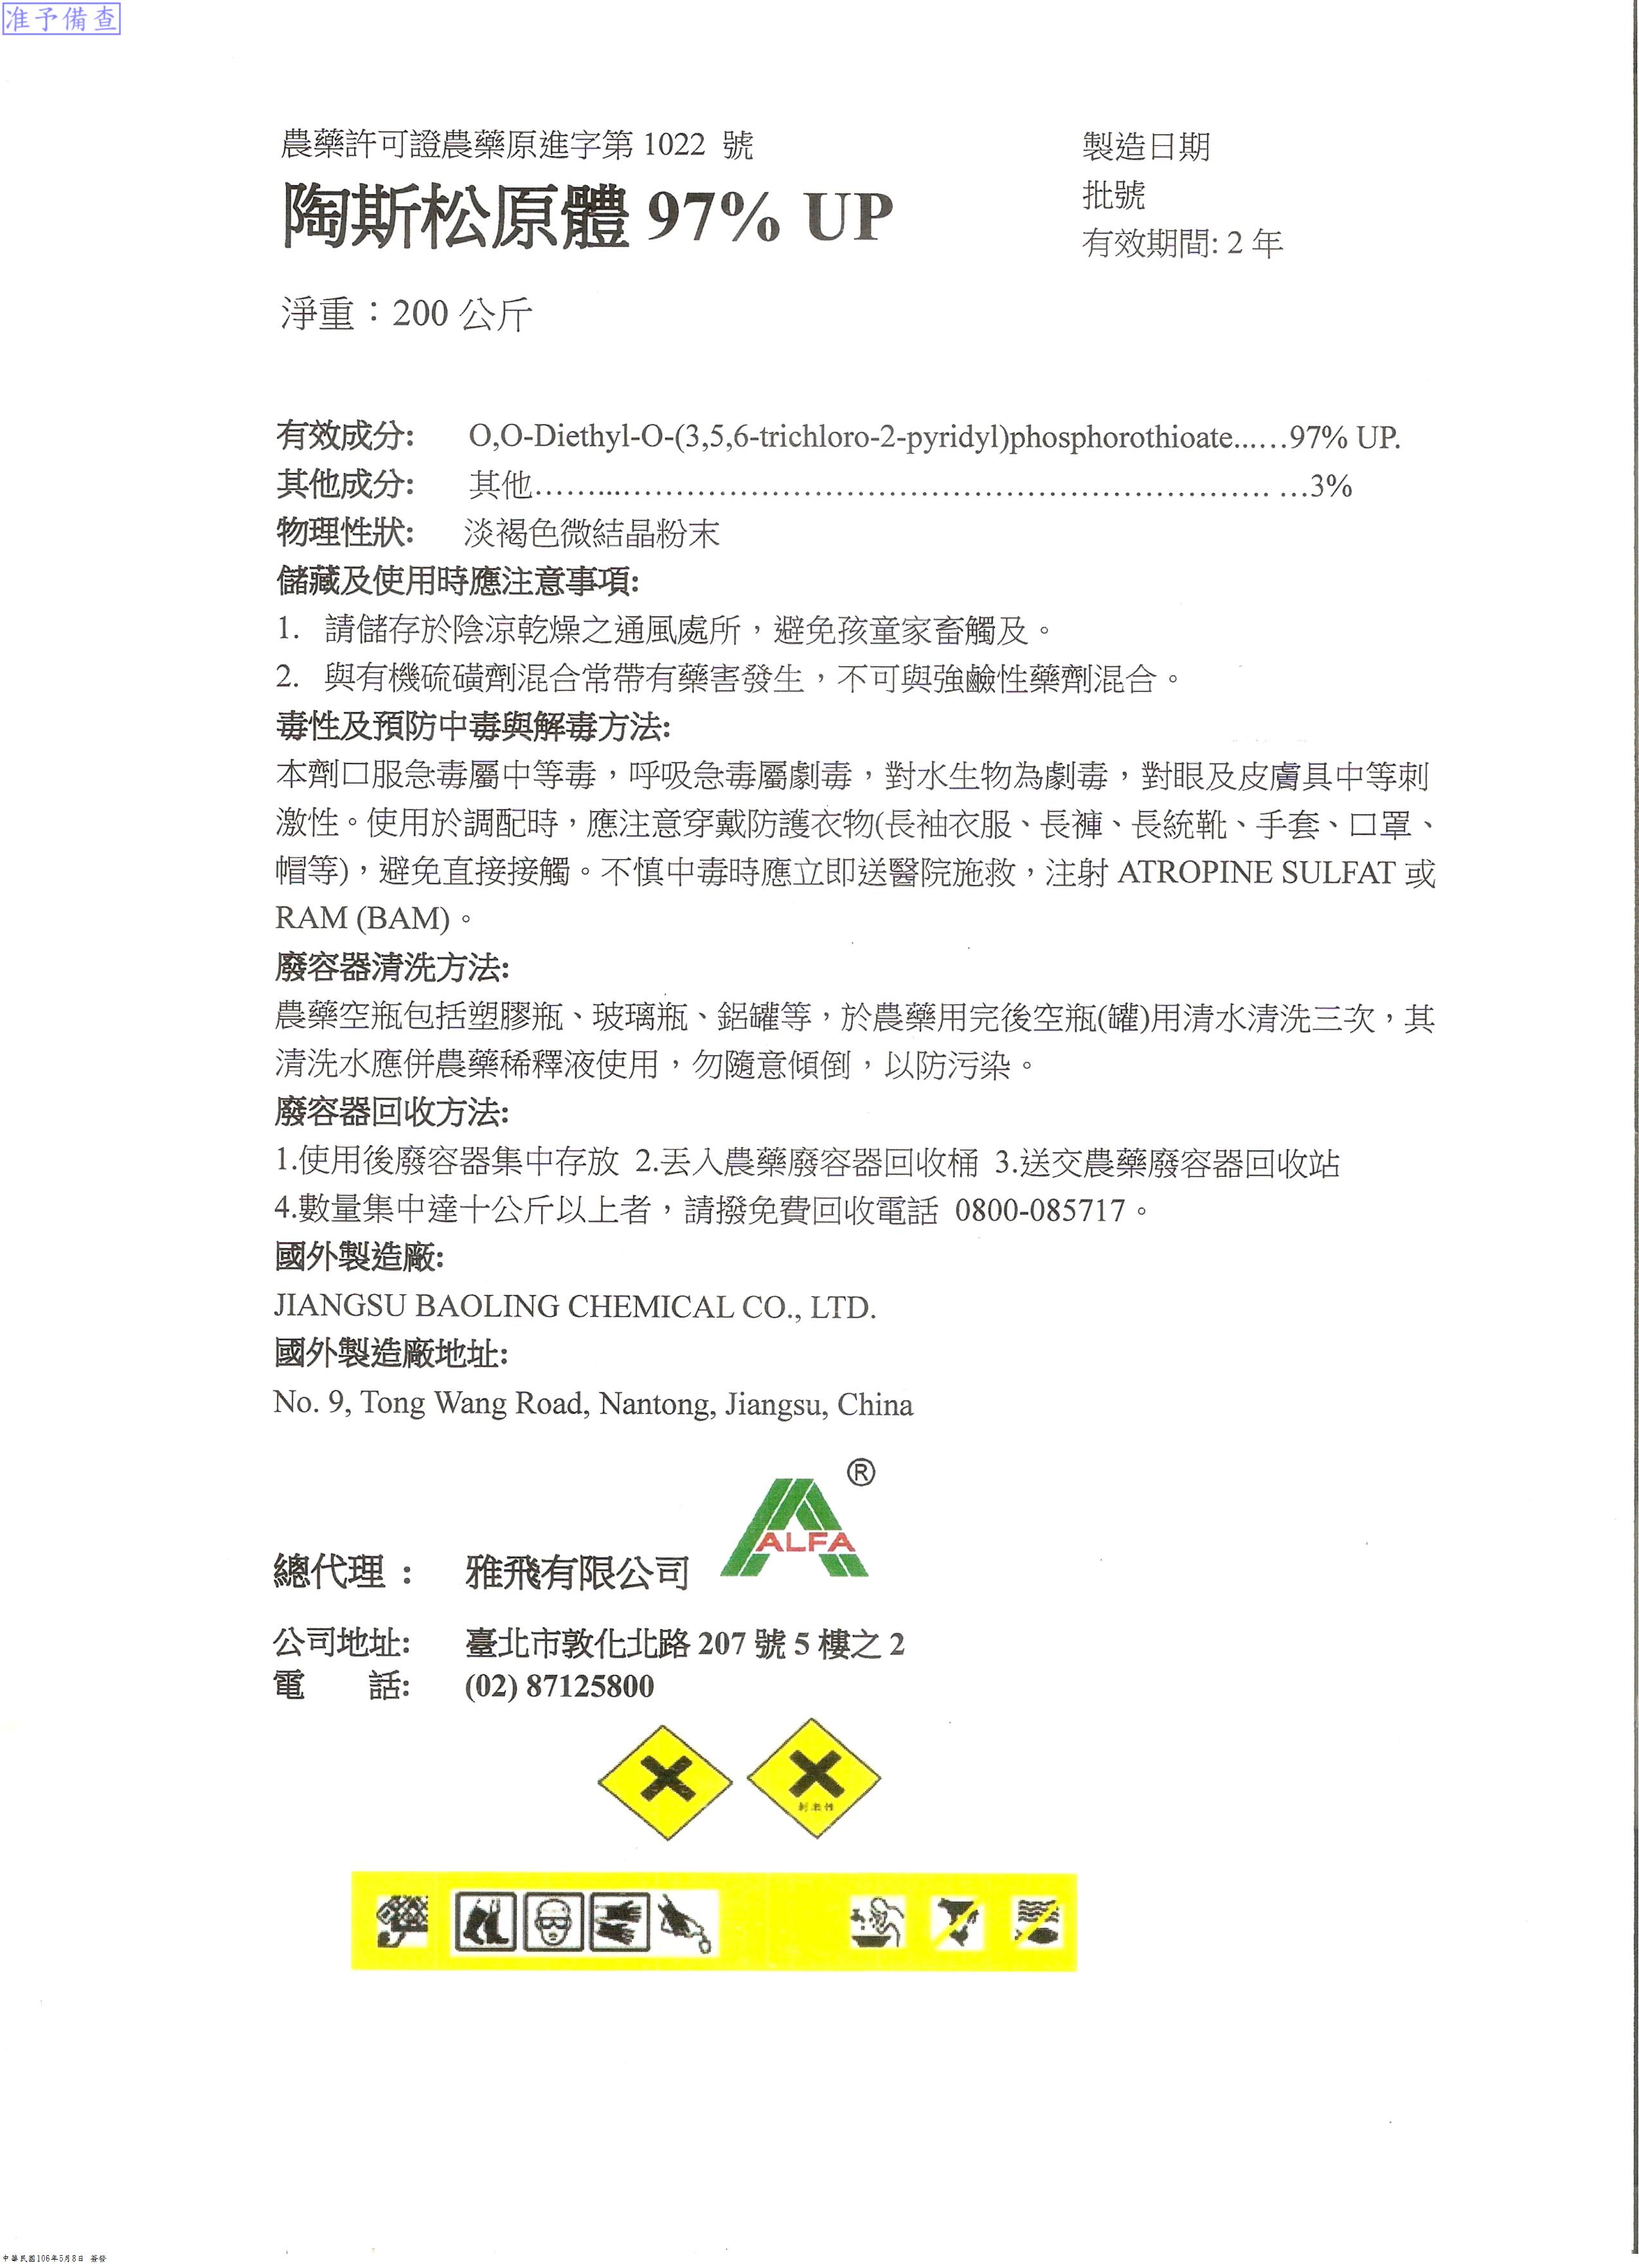 准予備查
農藥許可證農藥原進字第 1022 號
製造日期
陶斯松原體 97% UP
批號
有效期間: 2 年
淨重：200 公斤
有效成分: O,O-Diethyl-O-(3,5,6-trichloro-2-pyridyl)phosphorothioate......97% UP.
其他成分: 其他............................................................................3%
物理性狀: 淡褐色微結晶粉末
儲藏及使用時應注意事項:
1. 請儲存於陰涼乾燥之通風處所，避免孩童家畜觸及。
2. 與有機硫磺劑混合常帶有藥害發生，不可與強鹼性藥劑混合。
毒性及預防中毒與解毒方法:
本劑口服急毒屬中等毒，呼吸急毒屬劇毒，對水生物為劇毒，對眼及皮膚具中等刺
激性。使用於調配時，應注意穿戴防護衣物(長袖衣服、長褲、長統靴、手套、口罩、
帽等)，避免直接接觸。不慎中毒時應立即送醫院施救，注射 ATROPINE SULFAT 或
RAM (BAM)。
廢容器清洗方法:
農藥空瓶包括塑膠瓶、玻璃瓶、鋁罐等，於農藥用完後空瓶(罐)用清水清洗三次，其
清洗水應併農藥稀釋液使用，勿隨意傾倒，以防污染。
廢容器回收方法:
1.使用後廢容器集中存放 2.丟入農藥廢容器回收桶 3.送交農藥廢容器回收站
4.數量集中達十公斤以上者，請撥免費回收電話 0800-085717。
國外製造廠:
JIANGSU BAOLING CHEMICAL CO., LTD.
國外製造廠地址:
No. 9, Tong Wang Road, Nantong, Jiangsu, China
®
ALFA
總代理： 雅飛有限公司
公司地址: 臺北市敦化北路 207 號 5 樓之 2
電 話: (02) 87125800
刺激性
中華民國106年5月8日 簽發